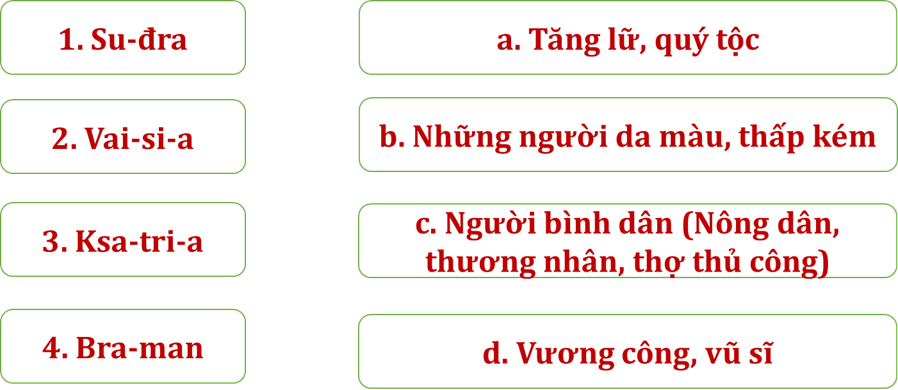 1. Su-đra
a. Tăng lữ, quý tộc
2. Vai-si-a
b. Những người da màu, thấp kém
3. Ksa-tri-a
c. Người bình dân (Nông dân,
thương nhân, thợ thủ công)
4. Bra-man
d. Vương công, vũ sĩ